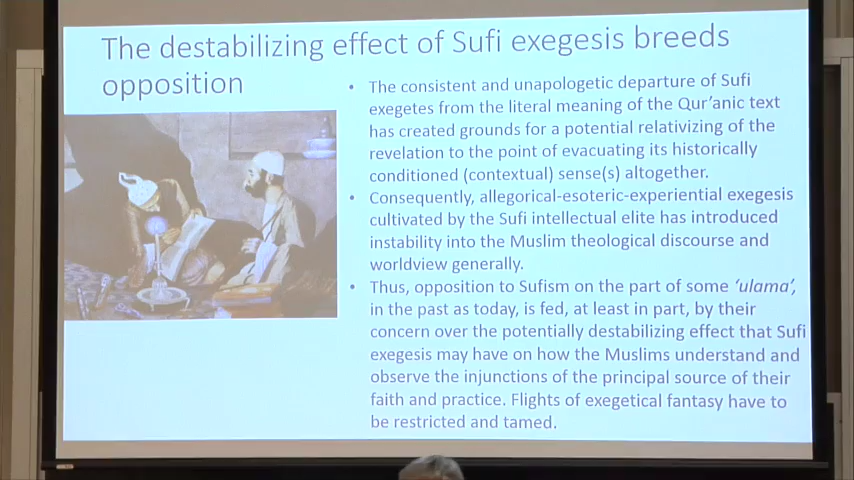 The destabilizing effect of Sufi exegesis breeds
opposition
• The consistent and unapologetic departure of Sufi
exegetes from the literal meaning of the Qur'anic text
has created grounds for a potential relativizing of the
revelation to the point of evacuating its historically
conditioned (contextual) sense(s) altogether.
• Consequently, allegorical-esoteric-experiential exegesis
cultivated by the Sufi intellectual elite has introduced
instability into the Muslim theological discourse and
worldview generally.
• Thus, opposition to Sufism on the part of some 'ulama',
in the past as today, is fed, at least in part, by their
concern over the potentially destabilizing effect that Sufi
exegesis may have on how the Muslims understand and
observe the injunctions of the principal source of their
faith and practice. Flights of exegetical fantasy have to
be restricted and tamed.